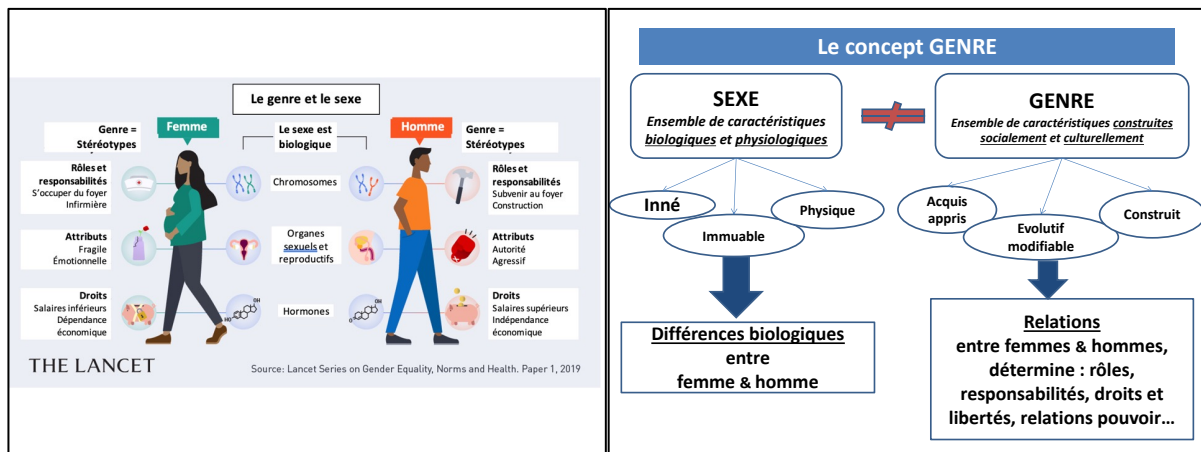 Le genre et le sexe
Genre =
Stéréotypes
Femme
Le sexe est
biologique
Homme
Genre =
Stéréotypes
Rôles et
responsabilités
S'occuper du foyer
Infirmière
Chromosomes
Rôles et
responsabilités
Subvenir au foyer
Construction
Attributs
Fragile
Émotionnelle
Organes
sexuels et
reproductifs
Attributs
Autorité
Agressif
Droits
Salaires inférieurs
Dépendance
économique
HO
OH
Hormones
O
OH
Droits
Salaires supérieurs
Indépendance
économique
THE LANCET
Source: Lancet Series on Gender Equality, Norms and Health. Paper 1, 2019
Le concept GENRE
SEXE
Ensemble de caractéristiques
biologiques et physiologiques
≠
GENRE
Ensemble de caractéristiques construites
socialement et culturellement
Inné
Immuable
Physique
Acquis
appris
Evolutif
modifiable
Construit
Différences biologiques
entre
femme & homme
Relations
entre femmes & hommes,
détermine : rôles,
responsabilités, droits et
libertés, relations pouvoir…